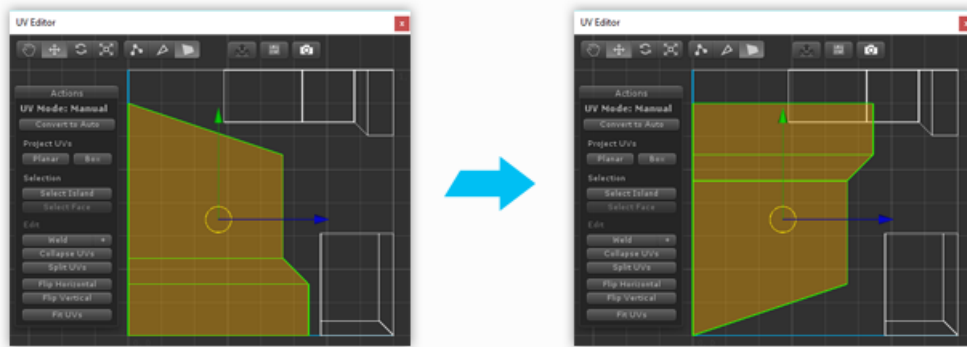 UV Editor
x
Actions
UV Mode: Manual
Convert to Auto
Project UVs
Planar Box
Selection
Select Island
Select Face
Edit
Weld +
Collapse UVs
Split UVs
Flip Horizontal
Flip Vertical
Fit UVs
UV Editor
x
Actions
UV Mode: Manual
Convert to Auto
Project UVs
Planar Box
Selection
Select Island
Select Face
Edit
Weld +
Collapse UVs
Split UVs
Flip Horizontal
Flip Vertical
Fit UVs